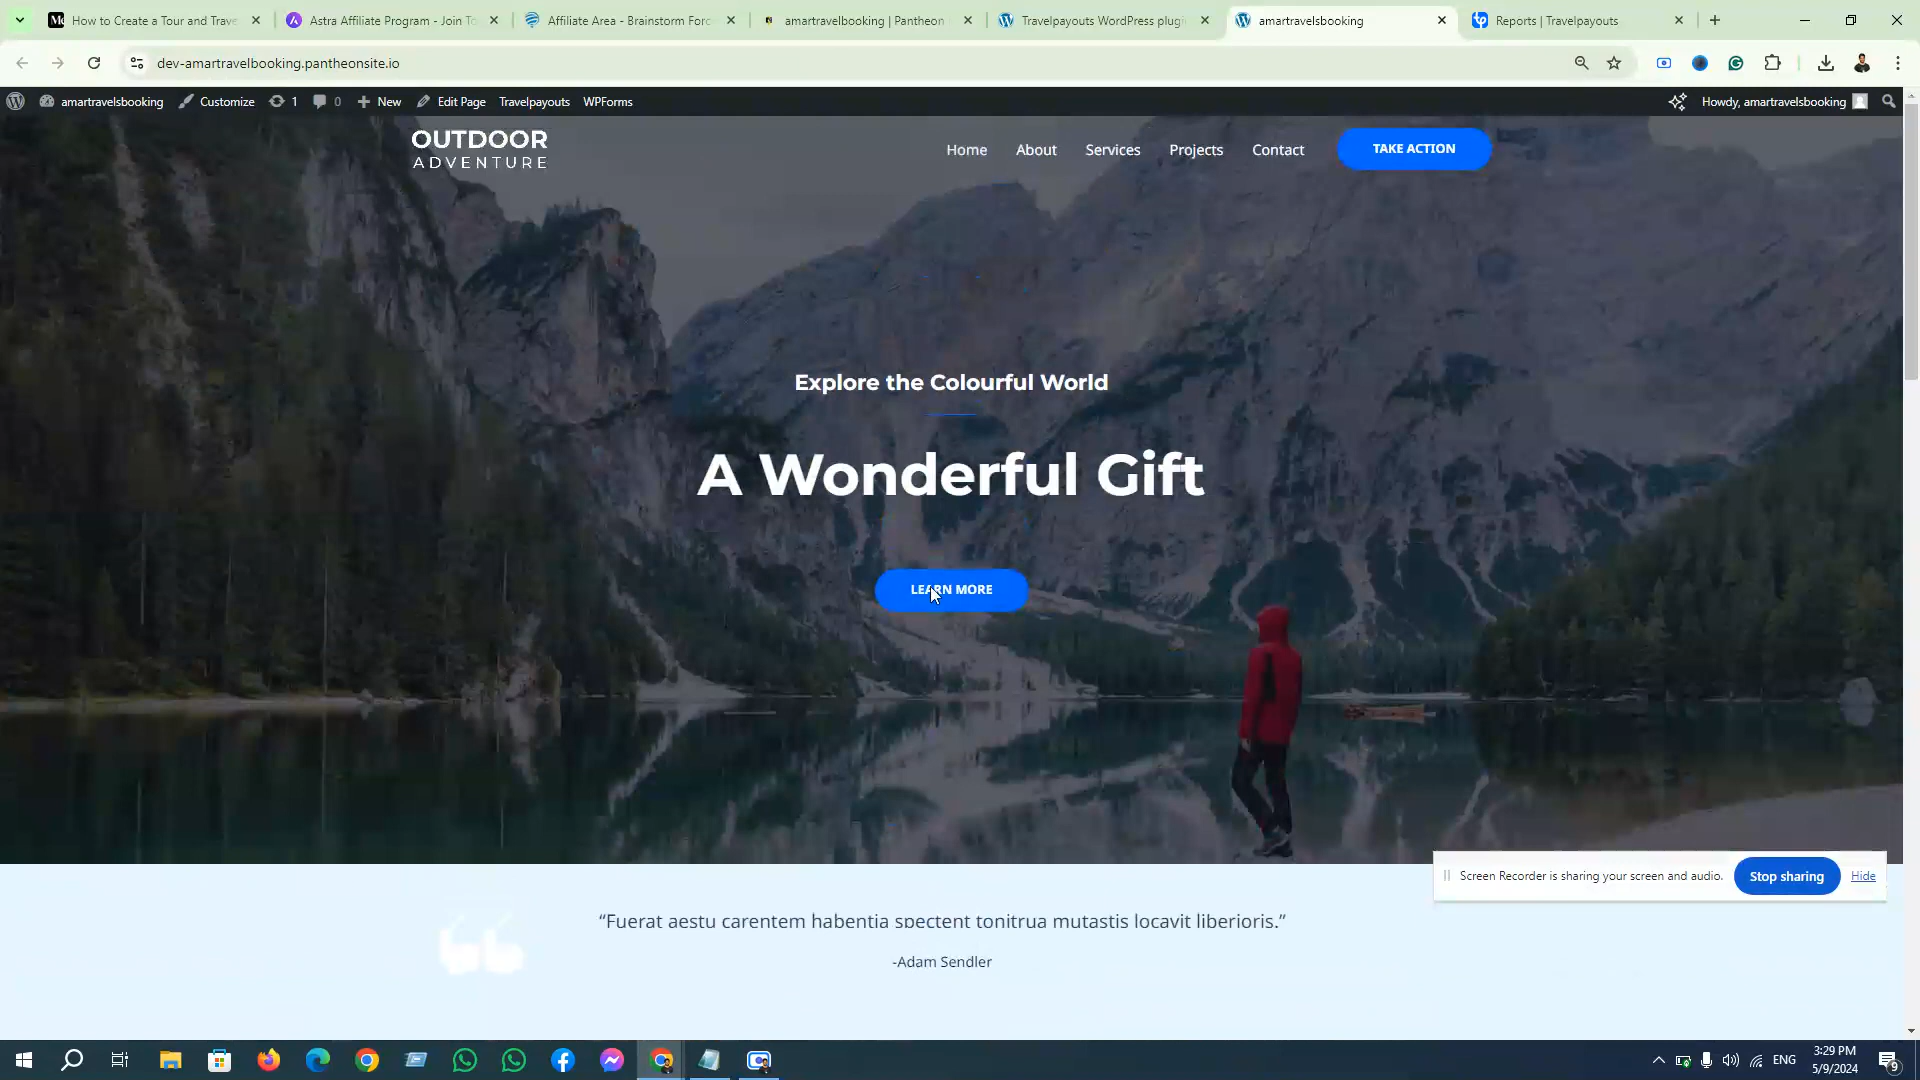 How to Create a Tour and Trave
Astra Affiliate Program - Join To
Affiliate Area - Brainstorm Forc
amartravelbooking | Pantheon
Travelpayouts WordPress plugi
amartravelsbooking
Reports | Travelpayouts
dev-amartravelbooking.pantheonsite.io
amartravelsbooking
Customize
1
0
New
Edit Page
Travelpayouts
WPForms
Howdy, amartravelsbooking
OUTDOOR
ADVENTURE
Home
About
Services
Projects
Contact
TAKE ACTION
Explore the Colourful World
A Wonderful Gift
LEARN MORE
Screen Recorder is sharing your screen and audio.
Stop sharing
Hide
“Fuerat aestu carentem habentia spectent tonitrua mutastis locavit liberioris.”
-Adam Sendler
ENG
3:29 PM
5/9/2024
9